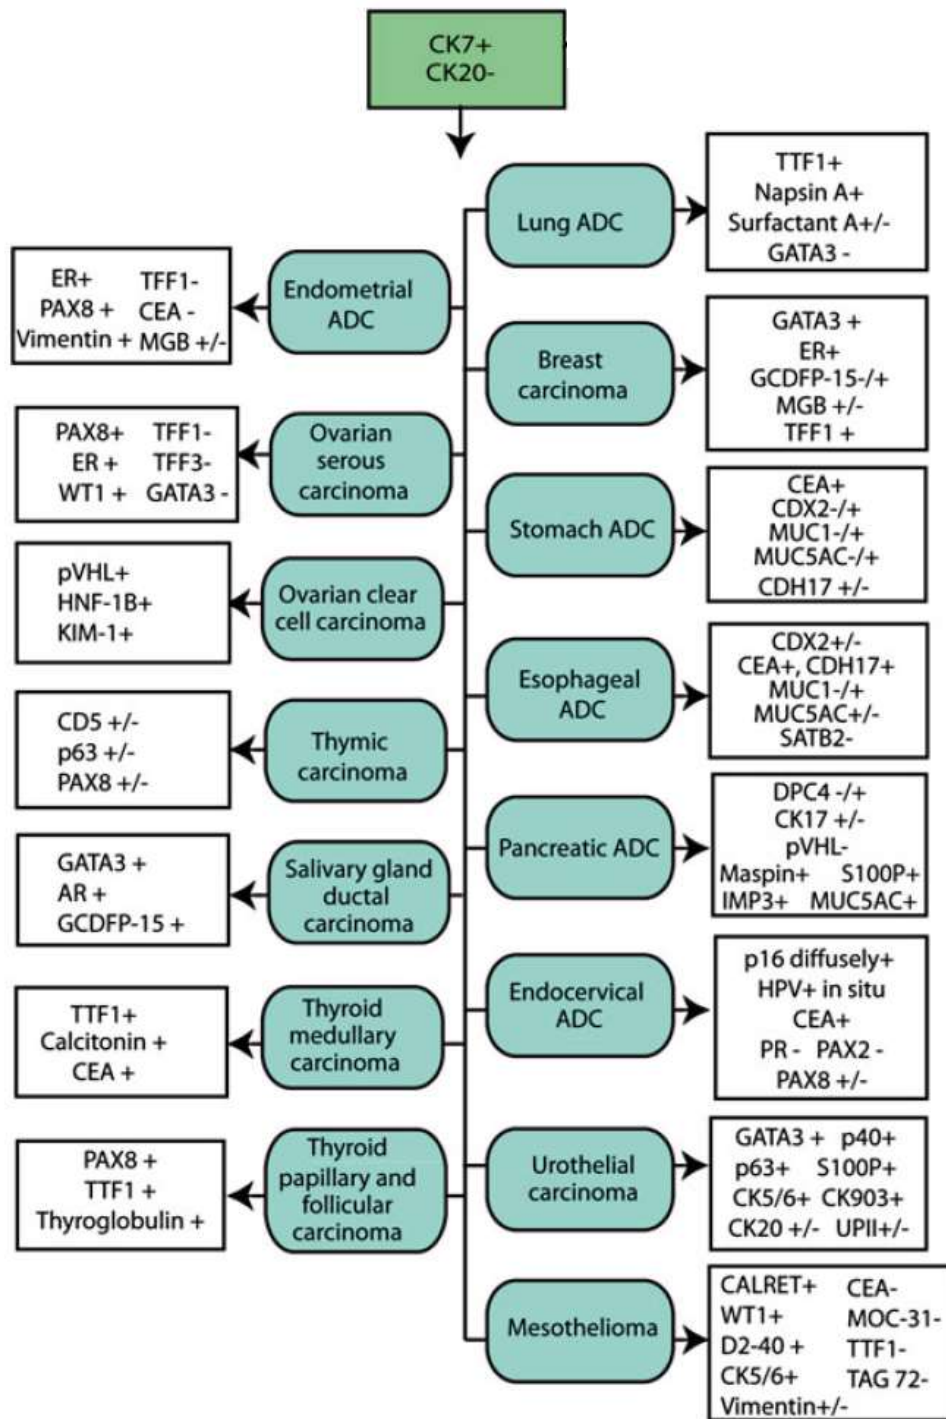 CK7+
CK20-
Lung ADC
TTF1+
Napsin A+
Surfactant A+/-
GATA3 -
Endometrial
ADC
ER+ TFF1-
PAX8 + CEA -
Vimentin + MGB +/-
Breast
carcinoma
GATA3 +
ER+
GCDFP-15-/+
MGB +/-
TFF1 +
Ovarian
serous
carcinoma
PAX8+ TFF1-
ER + TFF3-
WT1 + GATA3 -
Stomach ADC
CEA+
CDX2-/+
MUC1-/+
MUC5AC-/+
CDH17 +/-
Ovarian clear
cell carcinoma
pVHL+
HNF-1B+
KIM-1+
Esophageal
ADC
CDX2+/-
CEA+, CDH17+
MUC1-/+
MUC5AC+/-
SATB2-
Thymic
carcinoma
CD5 +/-
p63 +/-
PAX8 +/-
Pancreatic ADC
DPC4 -/+
CK17 +/-
pVHL-
Maspin+ S100P+
IMP3+ MUC5AC+
Salivary gland
ductal
carcinoma
GATA3 +
AR +
GCDFP-15 +
Endocervical
ADC
p16 diffusely+
HPV+ in situ
CEA+
PR - PAX2 -
PAX8 +/-
Thyroid
medullary
carcinoma
TTF1+
Calcitonin +
CEA +
Urothelial
carcinoma
GATA3 + p40+
p63+ S100P+
CK5/6+ CK903+
CK20 +/- UPII+/-
Thyroid
papillary and
follicular
carcinoma
PAX8 +
TTF1 +
Thyroglobulin +
Mesothelioma
CALRET+ CEA-
WT1+ MOC-31-
D2-40 + TTF1-
CK5/6+ TAG 72-
Vimentin+/-